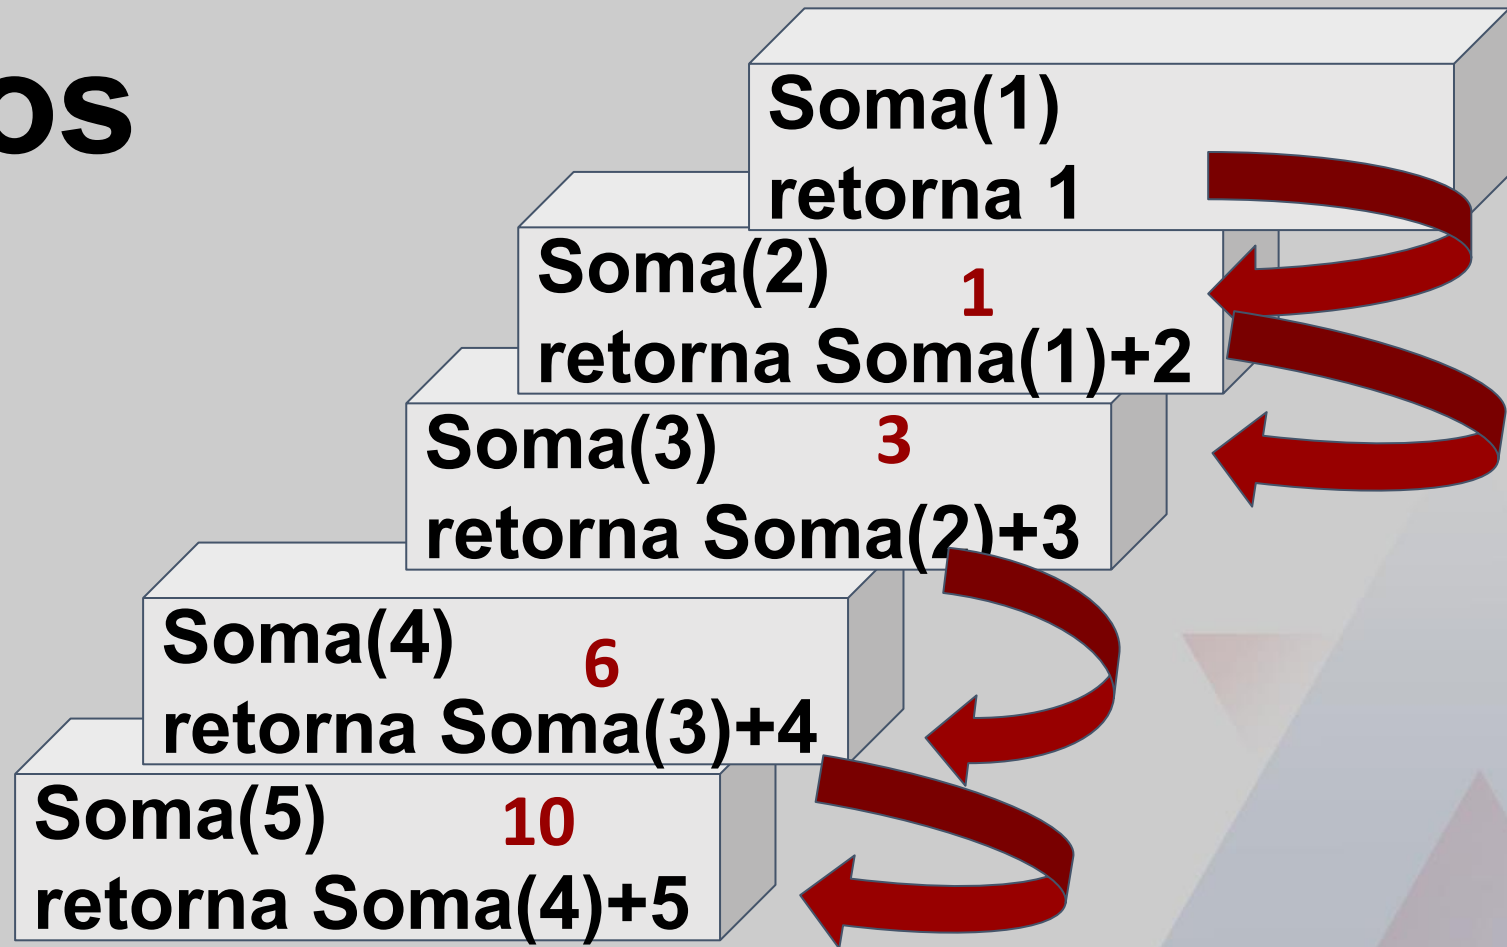 os
Soma(1)
retorna 1
Soma(2)
1
retorna Soma(1)+2
Soma(3)
3
retorna Soma(2)+3
Soma(4)
6
retorna Soma(3)+4
Soma(5)
10
retorna Soma(4)+5